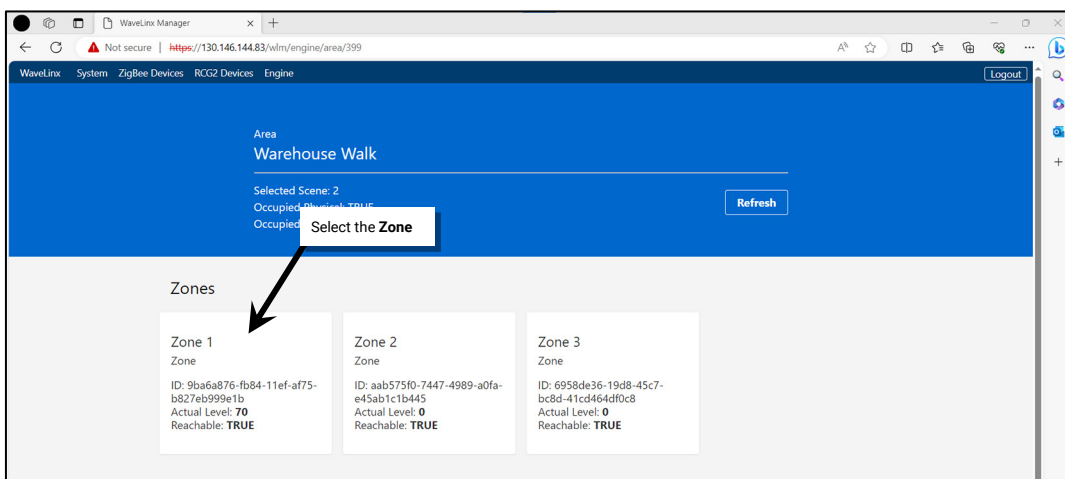 WaveLinx Manager
Not secure | https://130.146.144.83/wlm/engine/area/399
WaveLinx System ZigBee Devices RCG2 Devices Engine Logout
Area
Warehouse Walk
Selected Scene: 2
Occupied Physical: TRUE
Refresh
Occupied
Select the Zone
Zones
Zone 1
Zone
ID: 9ba6a876-fb84-11ef-af75-
b827eb999e1b
Actual Level: 70
Reachable: TRUE
Zone 2
Zone
ID: aab575f0-7447-4989-a0fa-
e45ab1c1b445
Actual Level: 0
Reachable: TRUE
Zone 3
Zone
ID: 6958de36-19d8-45c7-
bc8d-41cd464df0c8
Actual Level: 0
Reachable: TRUE